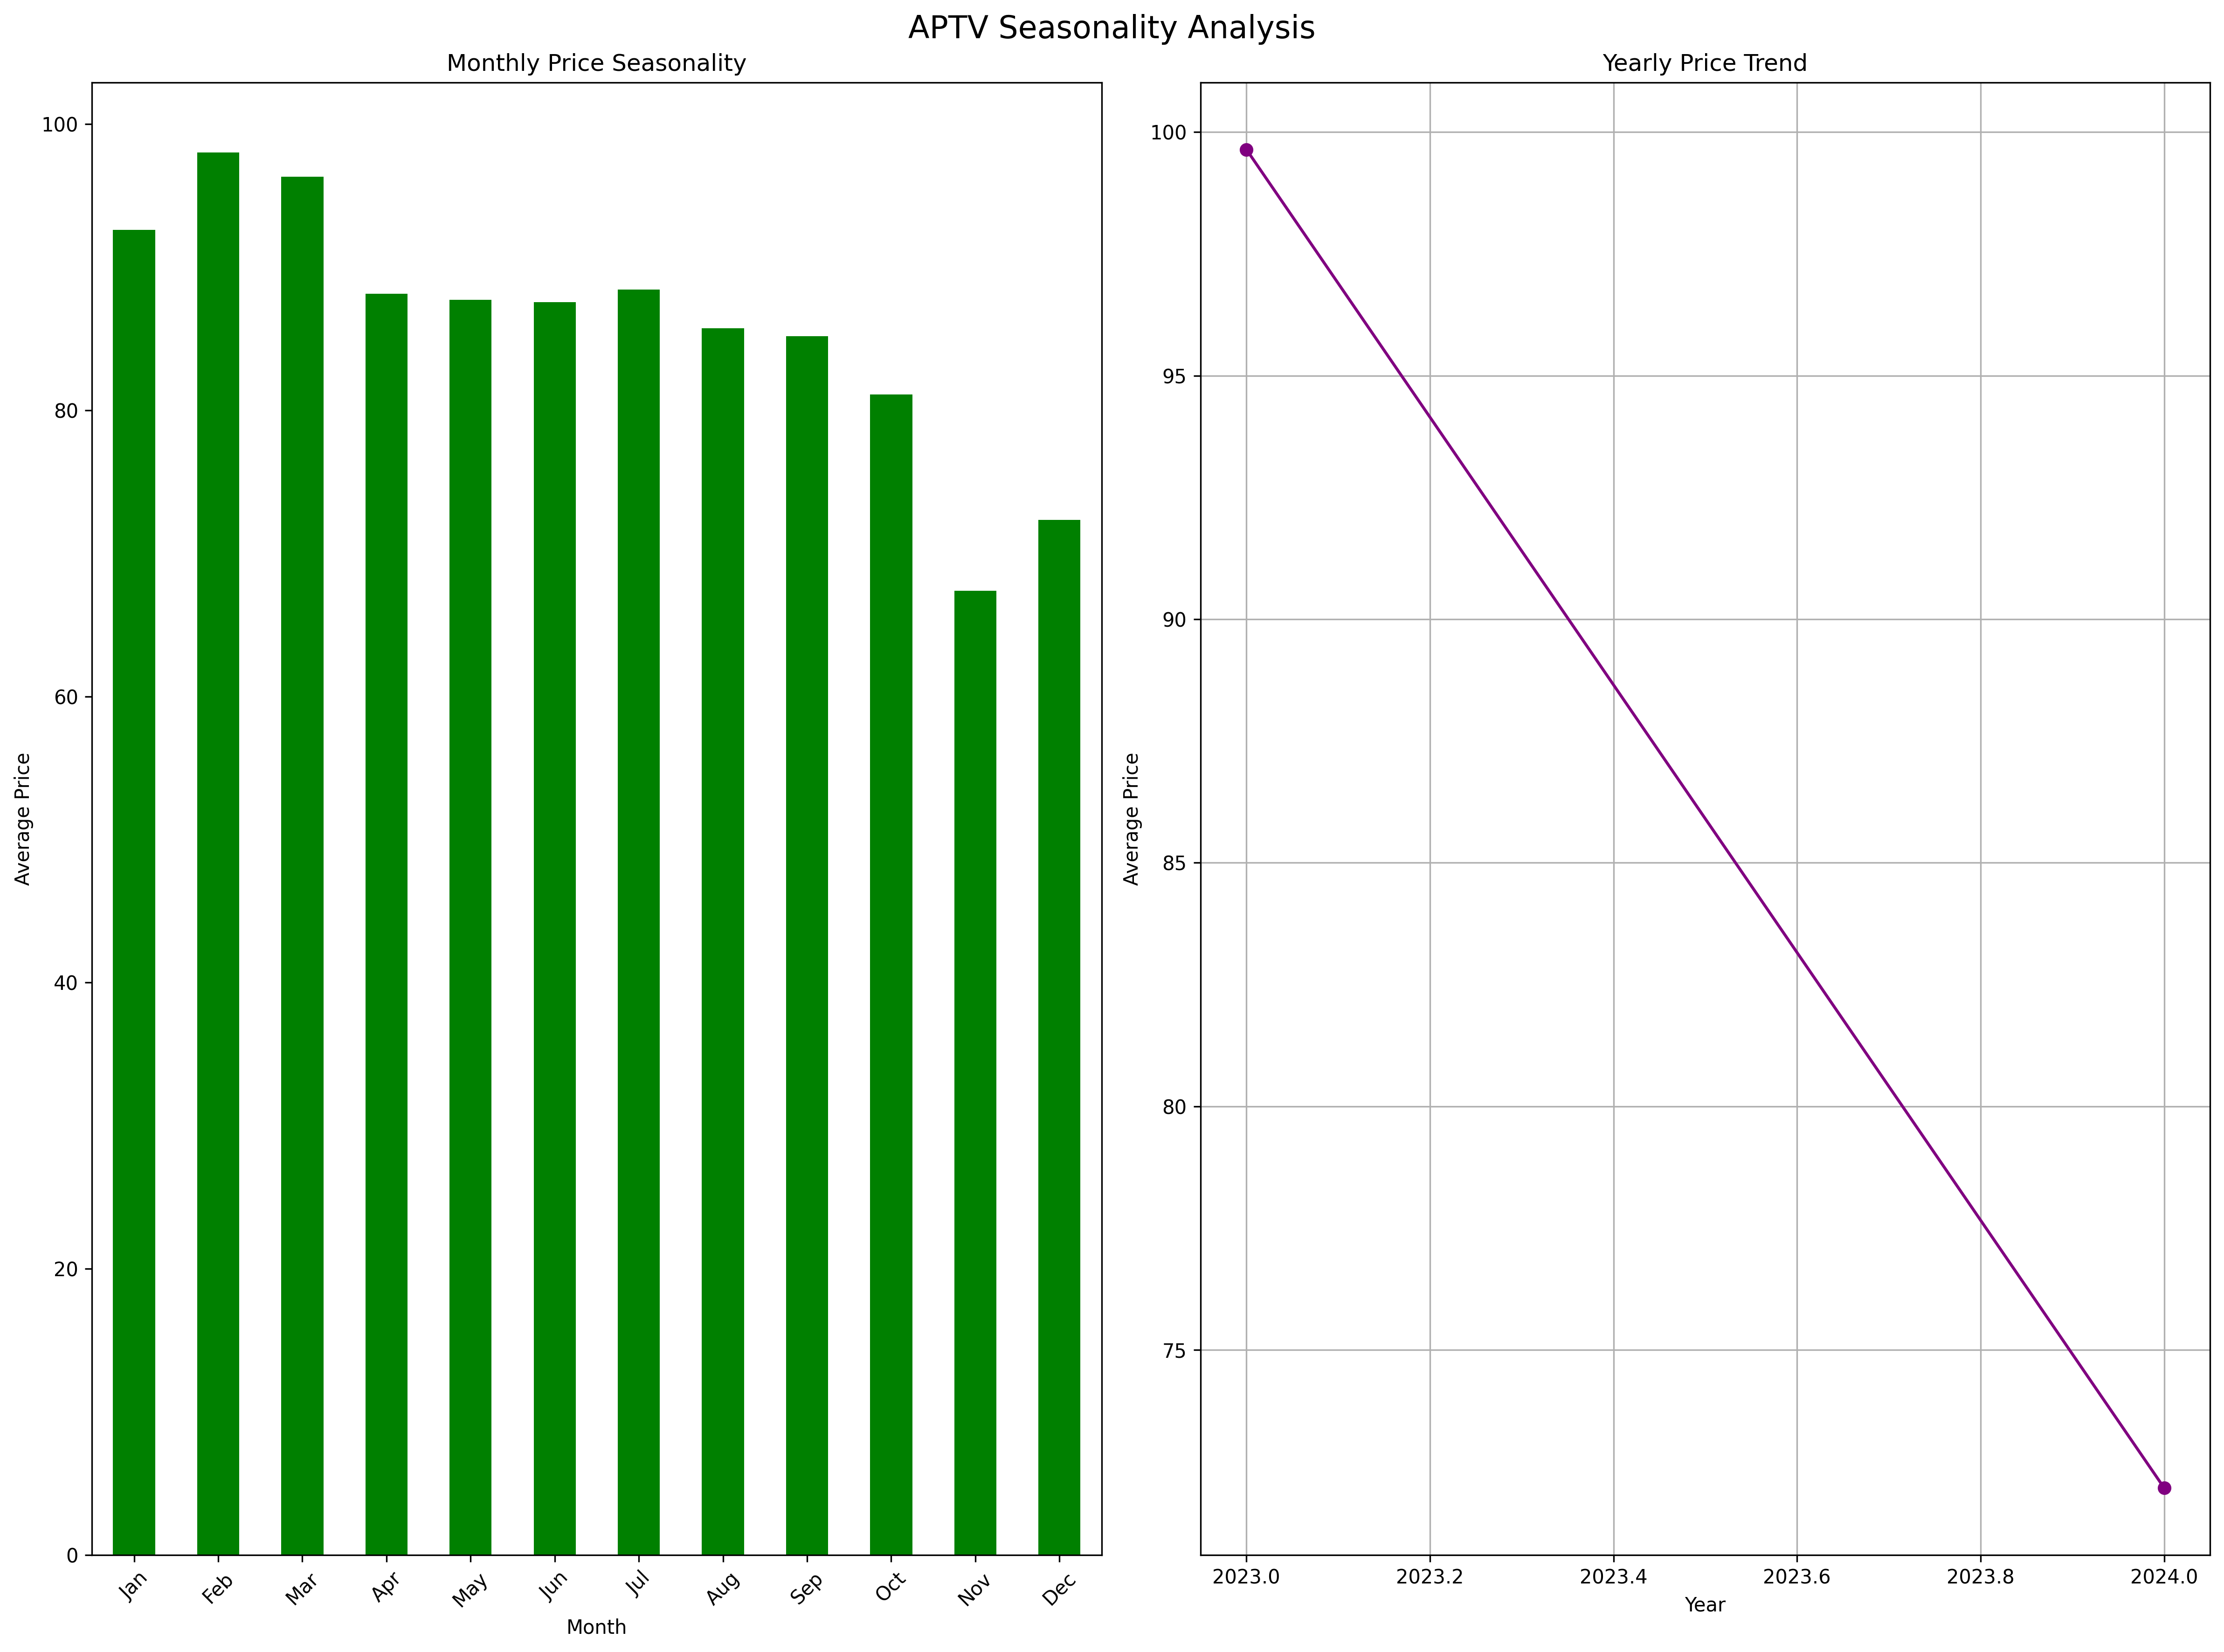 APTV Seasonality Analysis
Monthly Price Seasonality
100
80
60
40
20
0
Average Price
Jan
Feb
Mar
Apr
May
Jun
Jul
Aug
Sep
Oct
Nov
Dec
Month
Yearly Price Trend
100
95
90
85
80
75
Average Price
2023.0
2023.2
2023.4
2023.6
2023.8
2024.0
Year